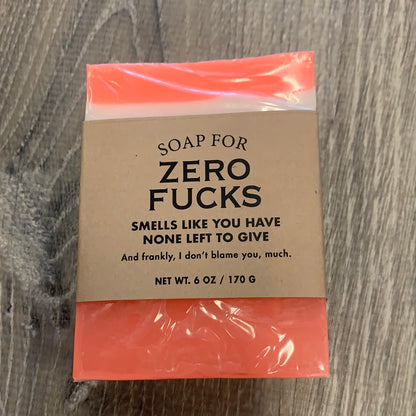 SOAP FOR
ZERO
FUCKS
SMELLS LIKE YOU HAVE
NONE LEFT TO GIVE
And frankly, I don't blame you, much.
NET WT. 6 OZ / 170 G